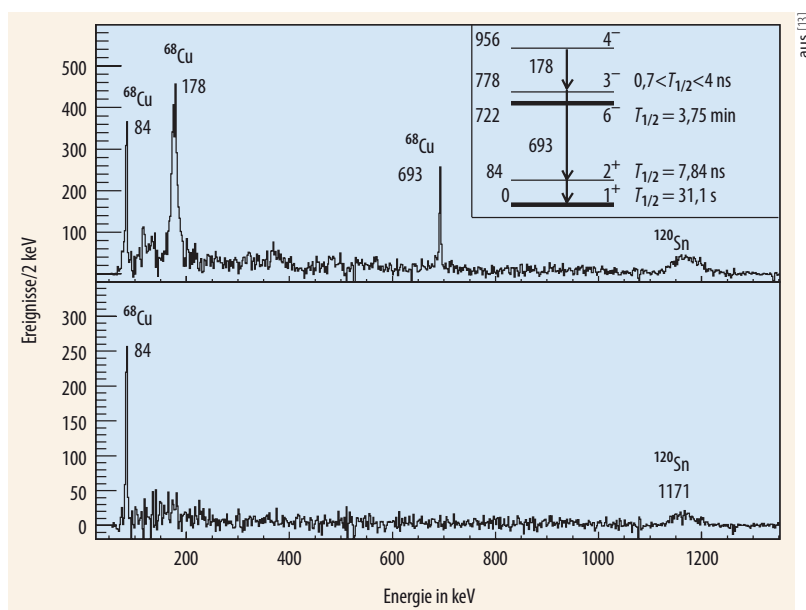 aus [13]
Ereignisse/2 keV
500
400
300
200
100
⁶⁸Cu
84
⁶⁸Cu
178
⁶⁸Cu
693
¹²⁰Sn
956 4⁻
178
778 3⁻ 0,7<T₁/₂<4 ns
722 6⁻ T₁/₂ = 3,75 min
693
84 2⁺ T₁/₂ = 7,84 ns
0 1⁺ T₁/₂ = 31,1 s
300
250
200
150
100
50
0
⁶⁸Cu
84
¹²⁰Sn
1171
200 400 600 800 1000 1200
Energie in keV